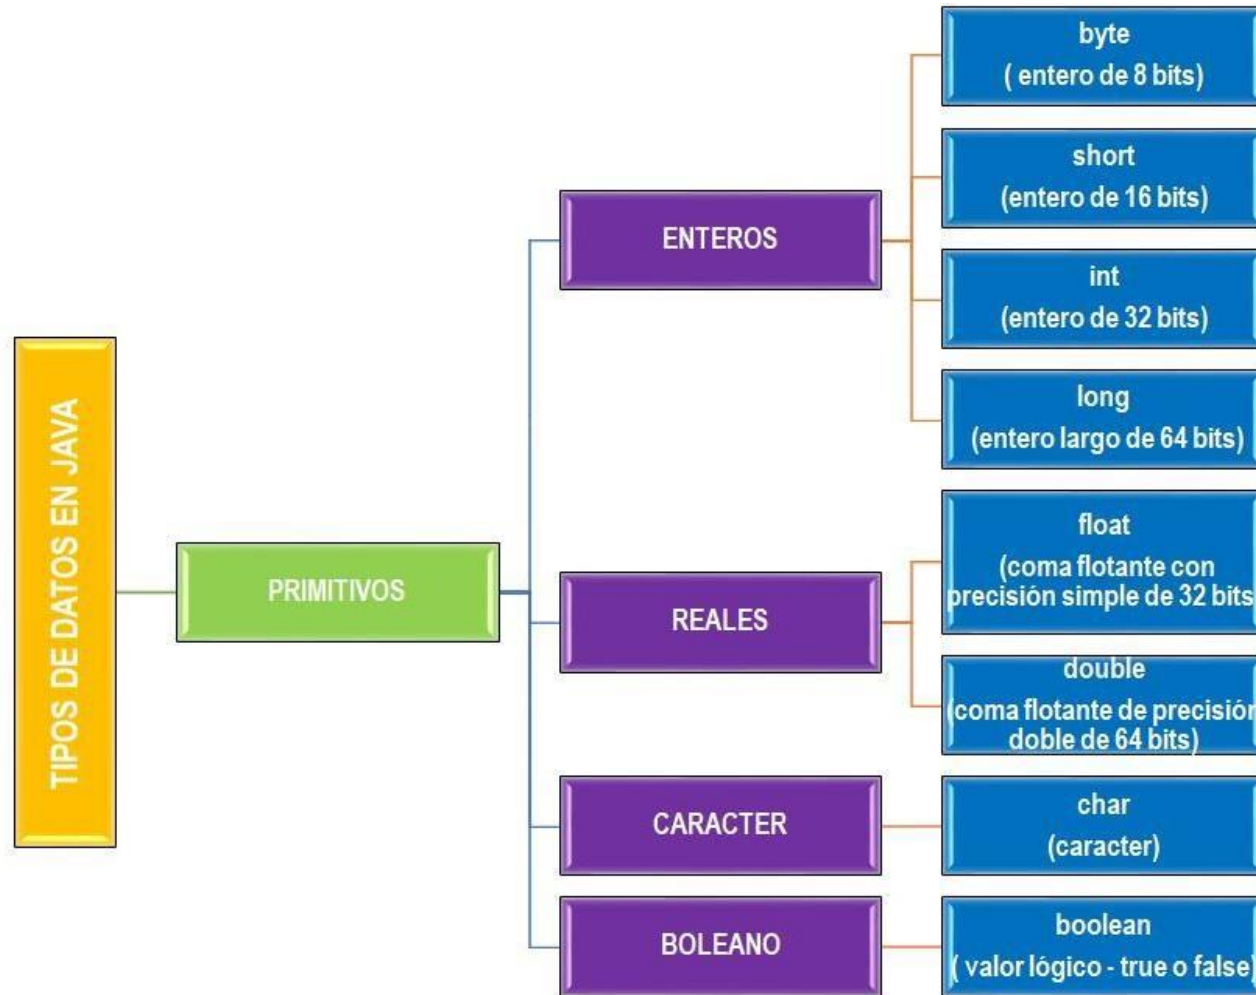 TIPOS DE DATOS EN JAVA
PRIMITIVOS
ENTEROS
byte
( entero de 8 bits)
short
(entero de 16 bits)
int
(entero de 32 bits)
long
(entero largo de 64 bits)
REALES
float
(coma flotante con
precisión simple de 32 bits
double
(coma flotante de precisión
doble de 64 bits)
CARACTER
char
(caracter)
BOLEANO
boolean
( valor lógico - true o false)